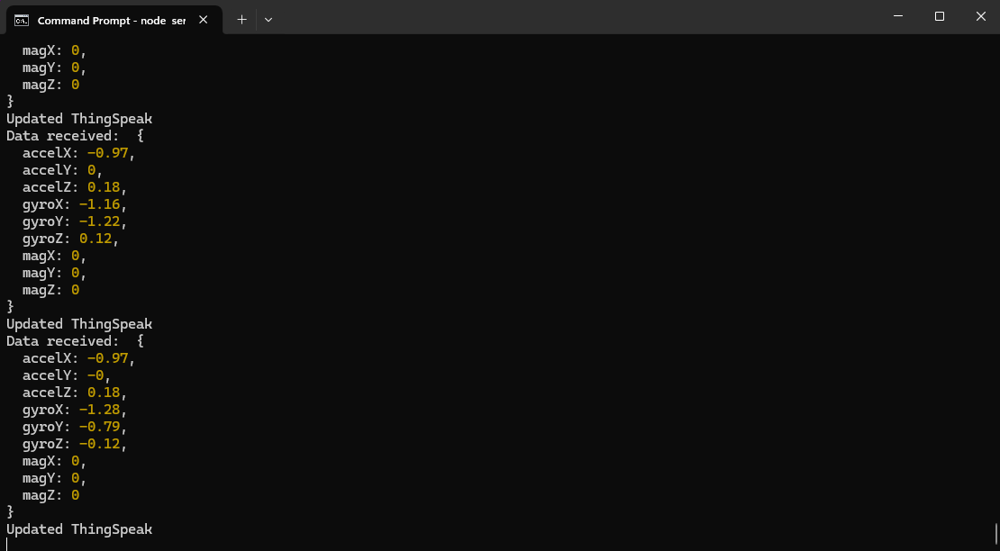 Command Prompt - node ser
magX: 0,
magY: 0,
magZ: 0
}
Updated ThingSpeak
Data received:  {
accelX: -0.97,
accelY: 0,
accelZ: 0.18,
gyroX: -1.16,
gyroY: -1.22,
gyroZ: 0.12,
magX: 0,
magY: 0,
magZ: 0
}
Updated ThingSpeak
Data received:  {
accelX: -0.97,
accelY: -0,
accelZ: 0.18,
gyroX: -1.28,
gyroY: -0.79,
gyroZ: -0.12,
magX: 0,
magY: 0,
magZ: 0
}
Updated ThingSpeak